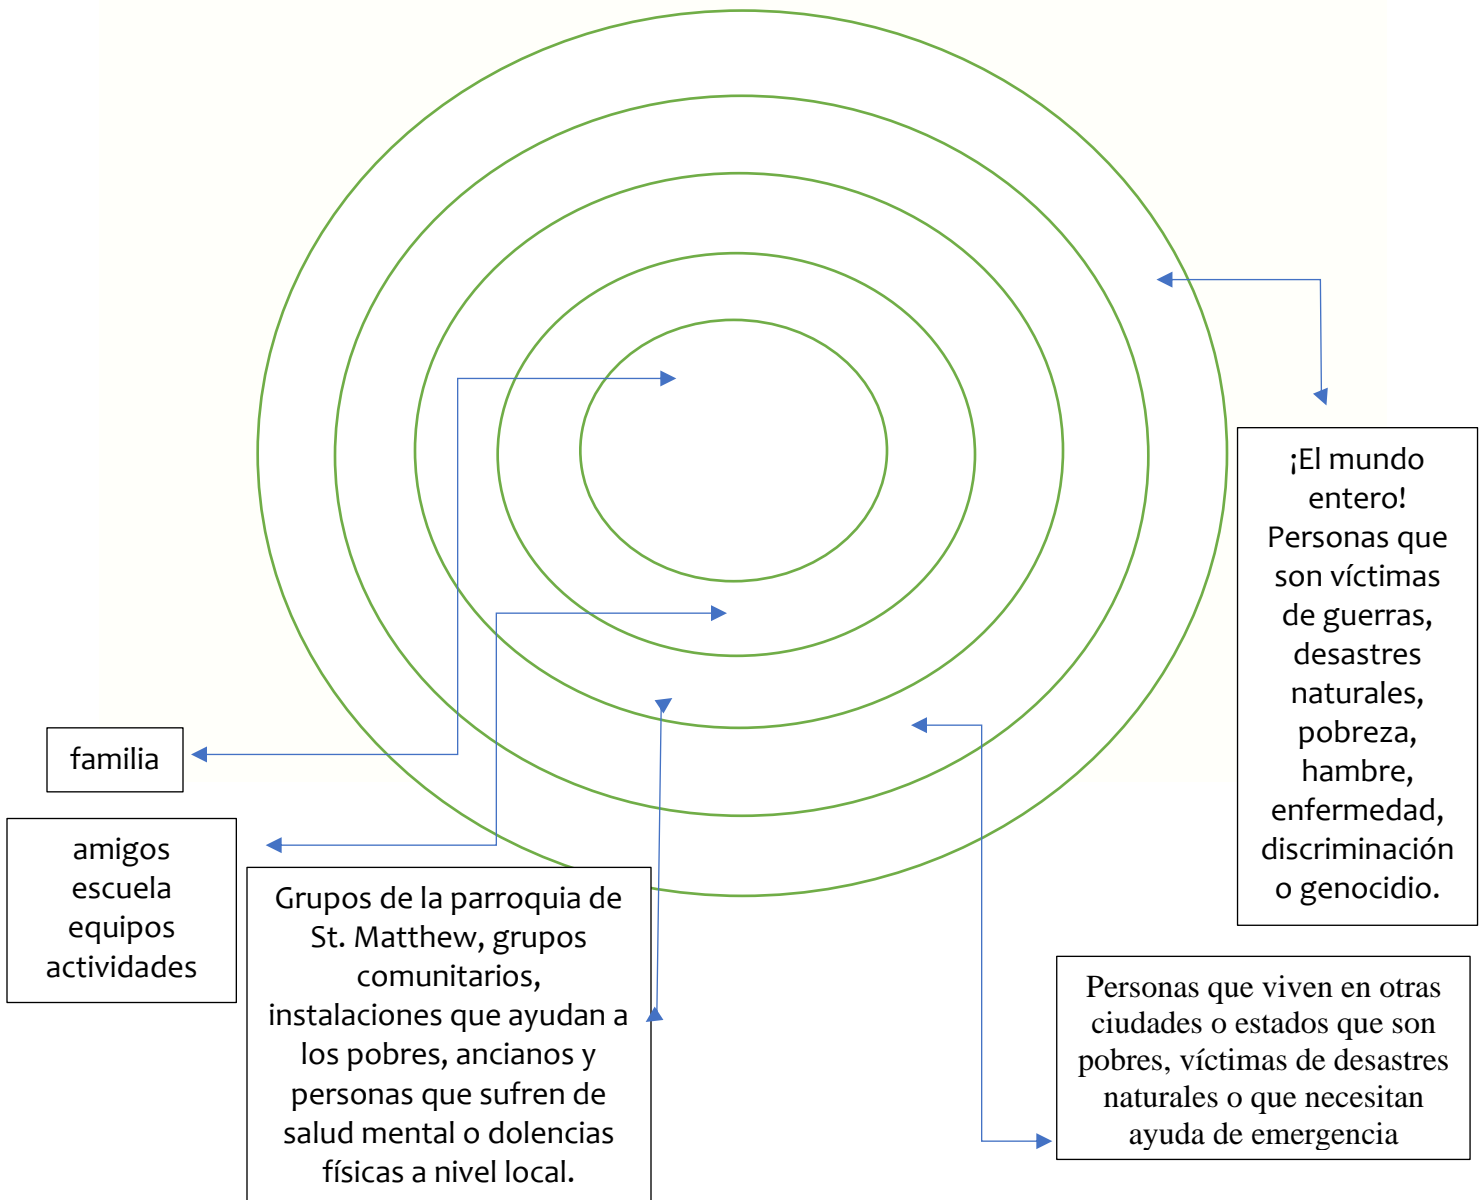 ¡El mundo
entero!
Personas que
son víctimas
de guerras,
desastres
naturales,
pobreza,
hambre,
enfermedad,
discriminación
o genocidio.
familia
amigos
escuela
equipos
actividades
Grupos de la parroquia de
St. Matthew, grupos
comunitarios,
instalaciones que ayudan a
los pobres, ancianos y
personas que sufren de
salud mental o dolencias
físicas a nivel local.
Personas que viven en otras
ciudades o estados que son
pobres, víctimas de desastres
naturales o que necesitan
ayuda de emergencia